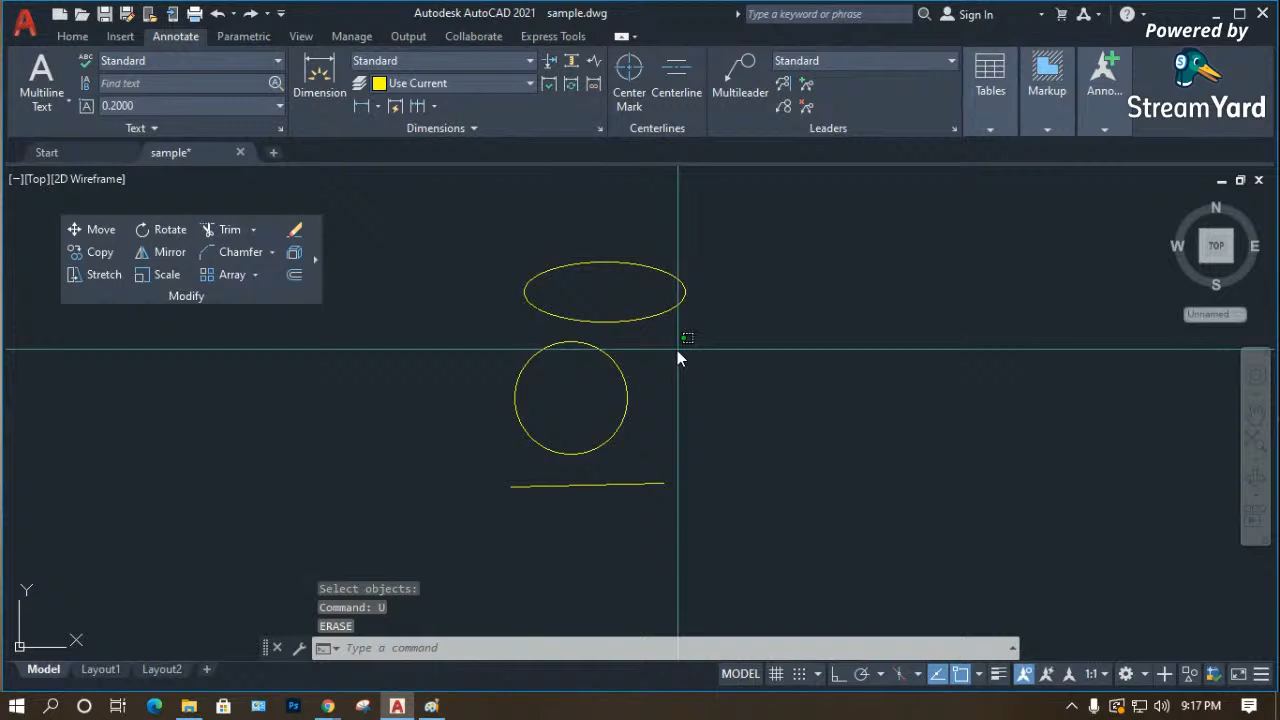 Autodesk AutoCAD 2021 sample.dwg
Type a keyword or phrase
Sign In
Powered by
StreamYard
Home Insert Annotate Parametric View Manage Output Collaborate Express Tools
Multiline
Text
ABC
Standard
Find text
0.2000
Text
Dimension
Standard
Use Current
Dimensions
Center
Mark
Centerline
Centerlines
Multileader
Standard
Leaders
Tables
Markup
Anno...
Start
sample*
[−][Top][2D Wireframe]
Move Rotate Trim
Copy Mirror Chamfer
Stretch Scale Array
Modify
N
W TOP E
S
Unnamed
Select objects:
Command: U
ERASE
Type a command
Y
X
Model Layout1 Layout2
MODEL
1:1
9:17 PM